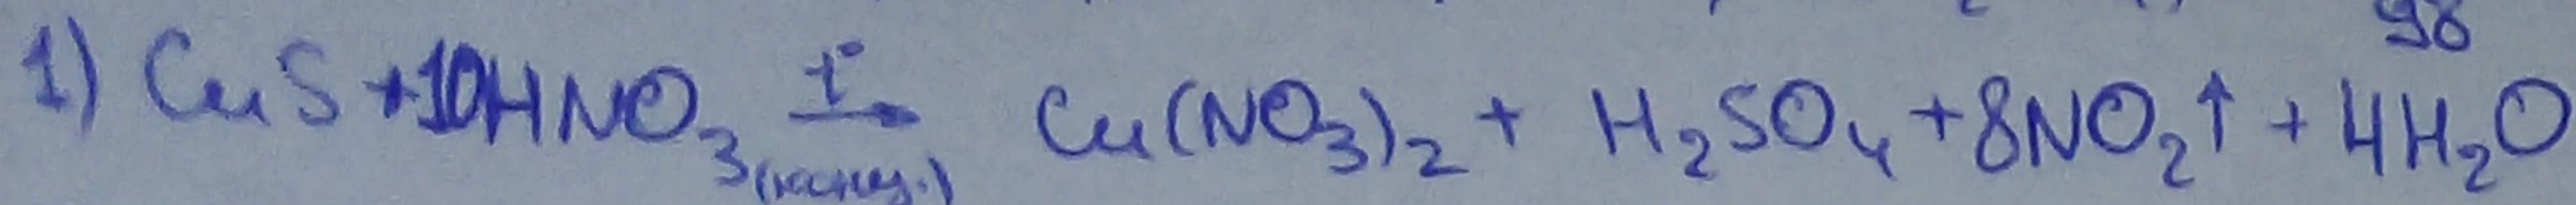 98
1) CuS + 10HNO₃(конц.) →t° Cu(NO₃)₂ + H₂SO₄ + 8NO₂↑ + 4H₂O